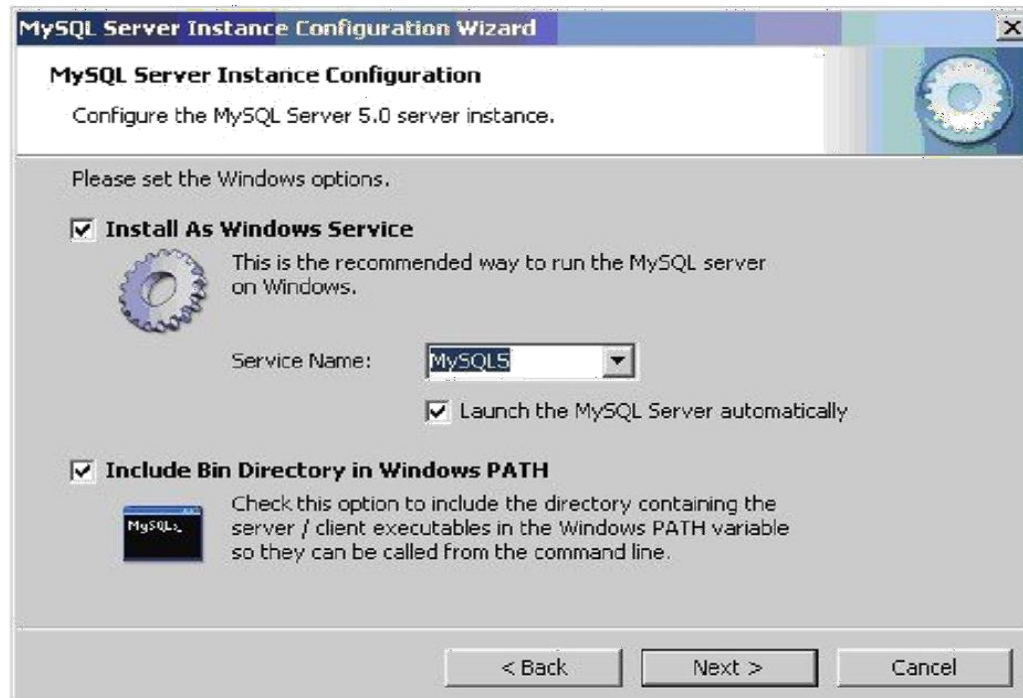 MySQL Server Instance Configuration Wizard
MySQL Server Instance Configuration
Configure the MySQL Server 5.0 server instance.
Please set the Windows options.
Install As Windows Service
This is the recommended way to run the MySQL server
on Windows.
Service Name: MySQL5
Launch the MySQL Server automatically
Include Bin Directory in Windows PATH
Check this option to include the directory containing the
server / client executables in the Windows PATH variable
so they can be called from the command line.
MySQL>_
< Back Next > Cancel